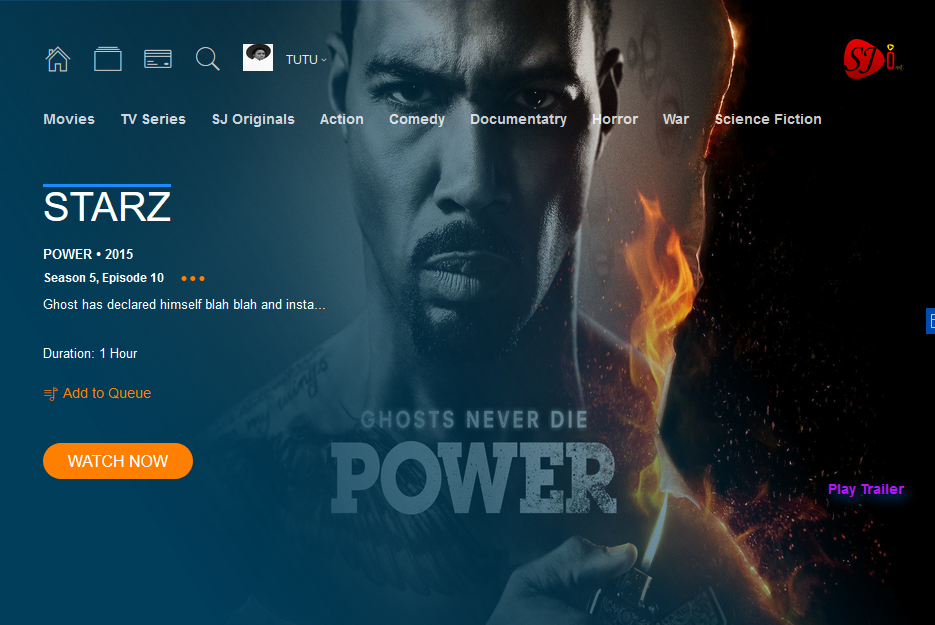 TUTU
SJ
Movies TV Series SJ Originals Action Comedy Documentatry Horror War Science Fiction
STARZ
POWER • 2015
Season 5, Episode 10 •••
Ghost has declared himself blah blah and insta...
Duration: 1 Hour
Add to Queue
GHOSTS NEVER DIE
WATCH NOW
POWER
Play Trailer